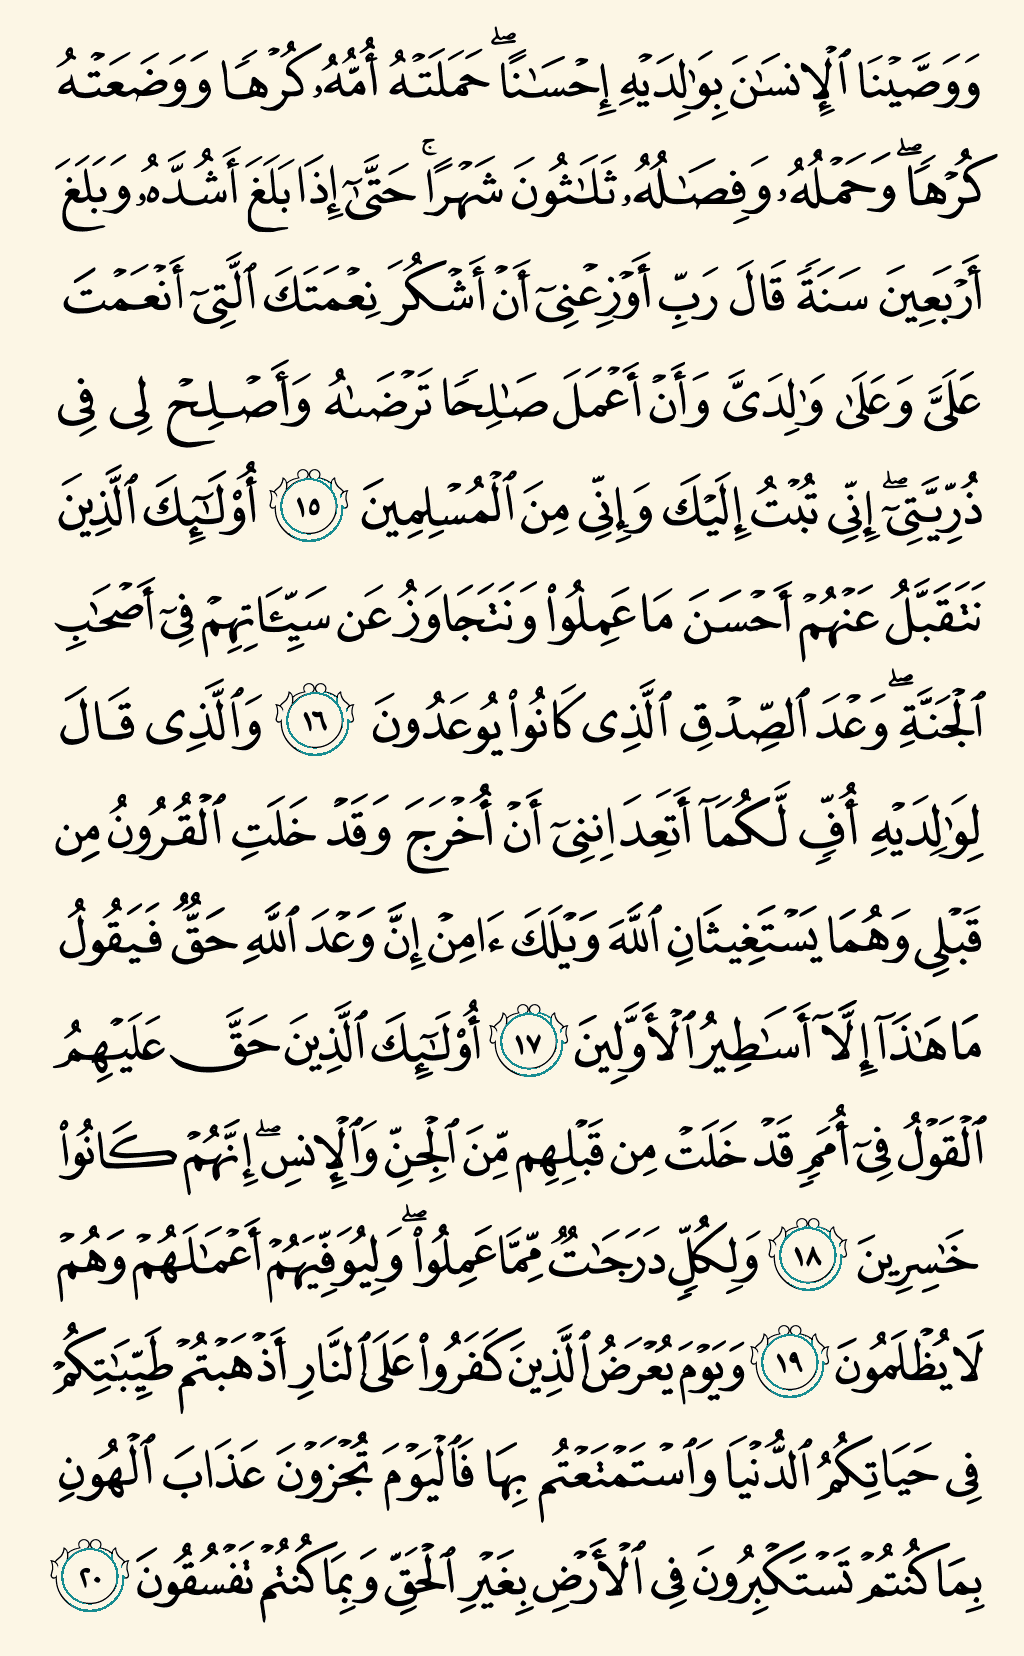 وَوَصَّيْنَا ٱلْإِنسَٰنَ بِوَٰلِدَيْهِ إِحْسَٰنًا ۖ حَمَلَتْهُ أُمُّهُۥ كُرْهًا وَوَضَعَتْهُ
كُرْهًا ۖ وَحَمْلُهُۥ وَفِصَٰلُهُۥ ثَلَٰثُونَ شَهْرًا ۚ حَتَّىٰٓ إِذَا بَلَغَ أَشُدَّهُۥ وَبَلَغَ
أَرْبَعِينَ سَنَةً قَالَ رَبِّ أَوْزِعْنِىٓ أَنْ أَشْكُرَ نِعْمَتَكَ ٱلَّتِىٓ أَنْعَمْتَ
عَلَىَّ وَعَلَىٰ وَٰلِدَىَّ وَأَنْ أَعْمَلَ صَٰلِحًا تَرْضَىٰهُ وَأَصْلِحْ لِى فِى
ذُرِّيَّتِىٓ ۖ إِنِّى تُبْتُ إِلَيْكَ وَإِنِّى مِنَ ٱلْمُسْلِمِينَ ١٥ أُو۟لَٰٓئِكَ ٱلَّذِينَ
نَتَقَبَّلُ عَنْهُمْ أَحْسَنَ مَا عَمِلُوا۟ وَنَتَجَاوَزُ عَن سَيِّـَٔاتِهِمْ فِىٓ أَصْحَٰبِ
ٱلْجَنَّةِ ۖ وَعْدَ ٱلصِّدْقِ ٱلَّذِى كَانُوا۟ يُوعَدُونَ ١٦ وَٱلَّذِى قَالَ
لِوَٰلِدَيْهِ أُفٍّ لَّكُمَآ أَتَعِدَانِنِىٓ أَنْ أُخْرَجَ وَقَدْ خَلَتِ ٱلْقُرُونُ مِن
قَبْلِى وَهُمَا يَسْتَغِيثَانِ ٱللَّهَ وَيْلَكَ ءَامِنْ إِنَّ وَعْدَ ٱللَّهِ حَقٌّ فَيَقُولُ
مَا هَٰذَآ إِلَّآ أَسَٰطِيرُ ٱلْأَوَّلِينَ ١٧ أُو۟لَٰٓئِكَ ٱلَّذِينَ حَقَّ عَلَيْهِمُ
ٱلْقَوْلُ فِىٓ أُمَمٍ قَدْ خَلَتْ مِن قَبْلِهِم مِّنَ ٱلْجِنِّ وَٱلْإِنسِ ۖ إِنَّهُمْ كَانُوا۟
خَٰسِرِينَ ١٨ وَلِكُلٍّ دَرَجَٰتٌ مِّمَّا عَمِلُوا۟ ۖ وَلِيُوَفِّيَهُمْ أَعْمَٰلَهُمْ وَهُمْ
لَا يُظْلَمُونَ ١٩ وَيَوْمَ يُعْرَضُ ٱلَّذِينَ كَفَرُوا۟ عَلَى ٱلنَّارِ أَذْهَبْتُمْ طَيِّبَٰتِكُمْ
فِى حَيَاتِكُمُ ٱلدُّنْيَا وَٱسْتَمْتَعْتُم بِهَا فَٱلْيَوْمَ تُجْزَوْنَ عَذَابَ ٱلْهُونِ
بِمَا كُنتُمْ تَسْتَكْبِرُونَ فِى ٱلْأَرْضِ بِغَيْرِ ٱلْحَقِّ وَبِمَا كُنتُمْ تَفْسُقُونَ ٢٠